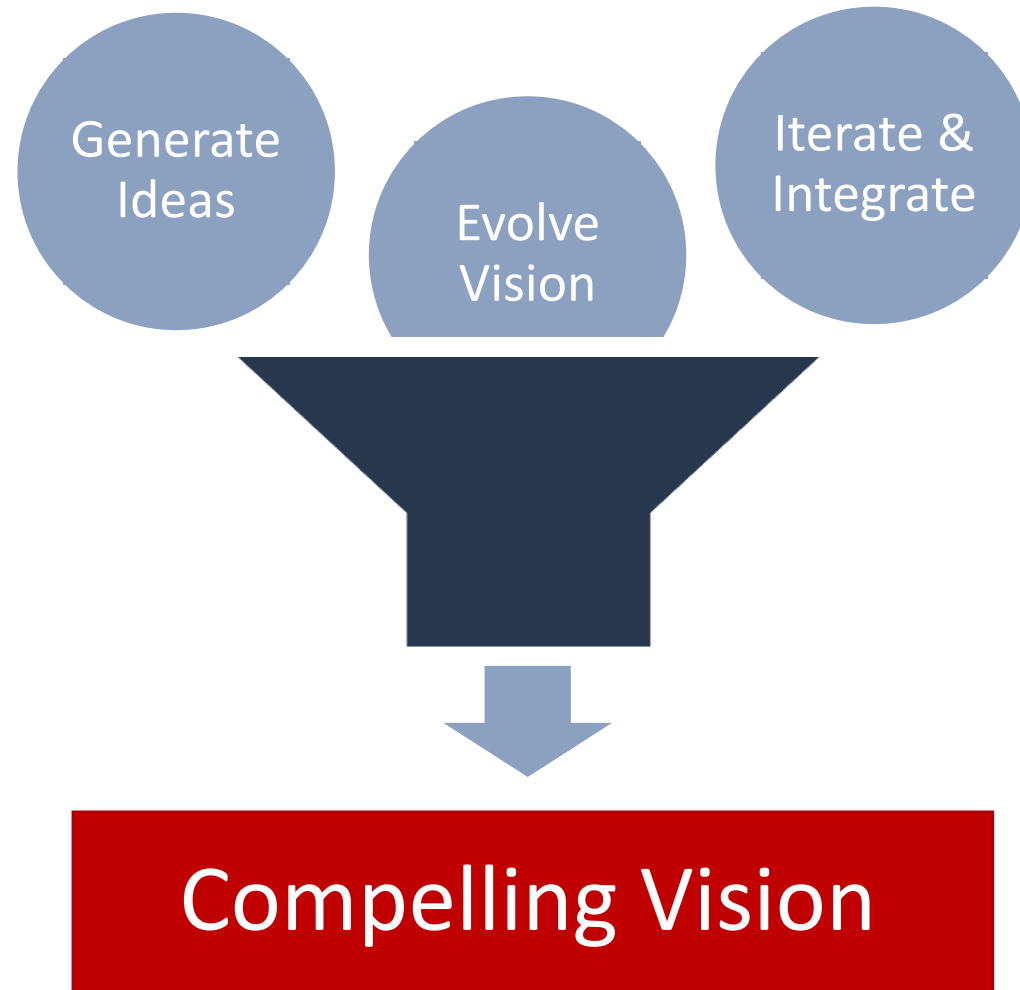 Generate
Ideas
Evolve
Vision
Iterate &
Integrate
Compelling Vision